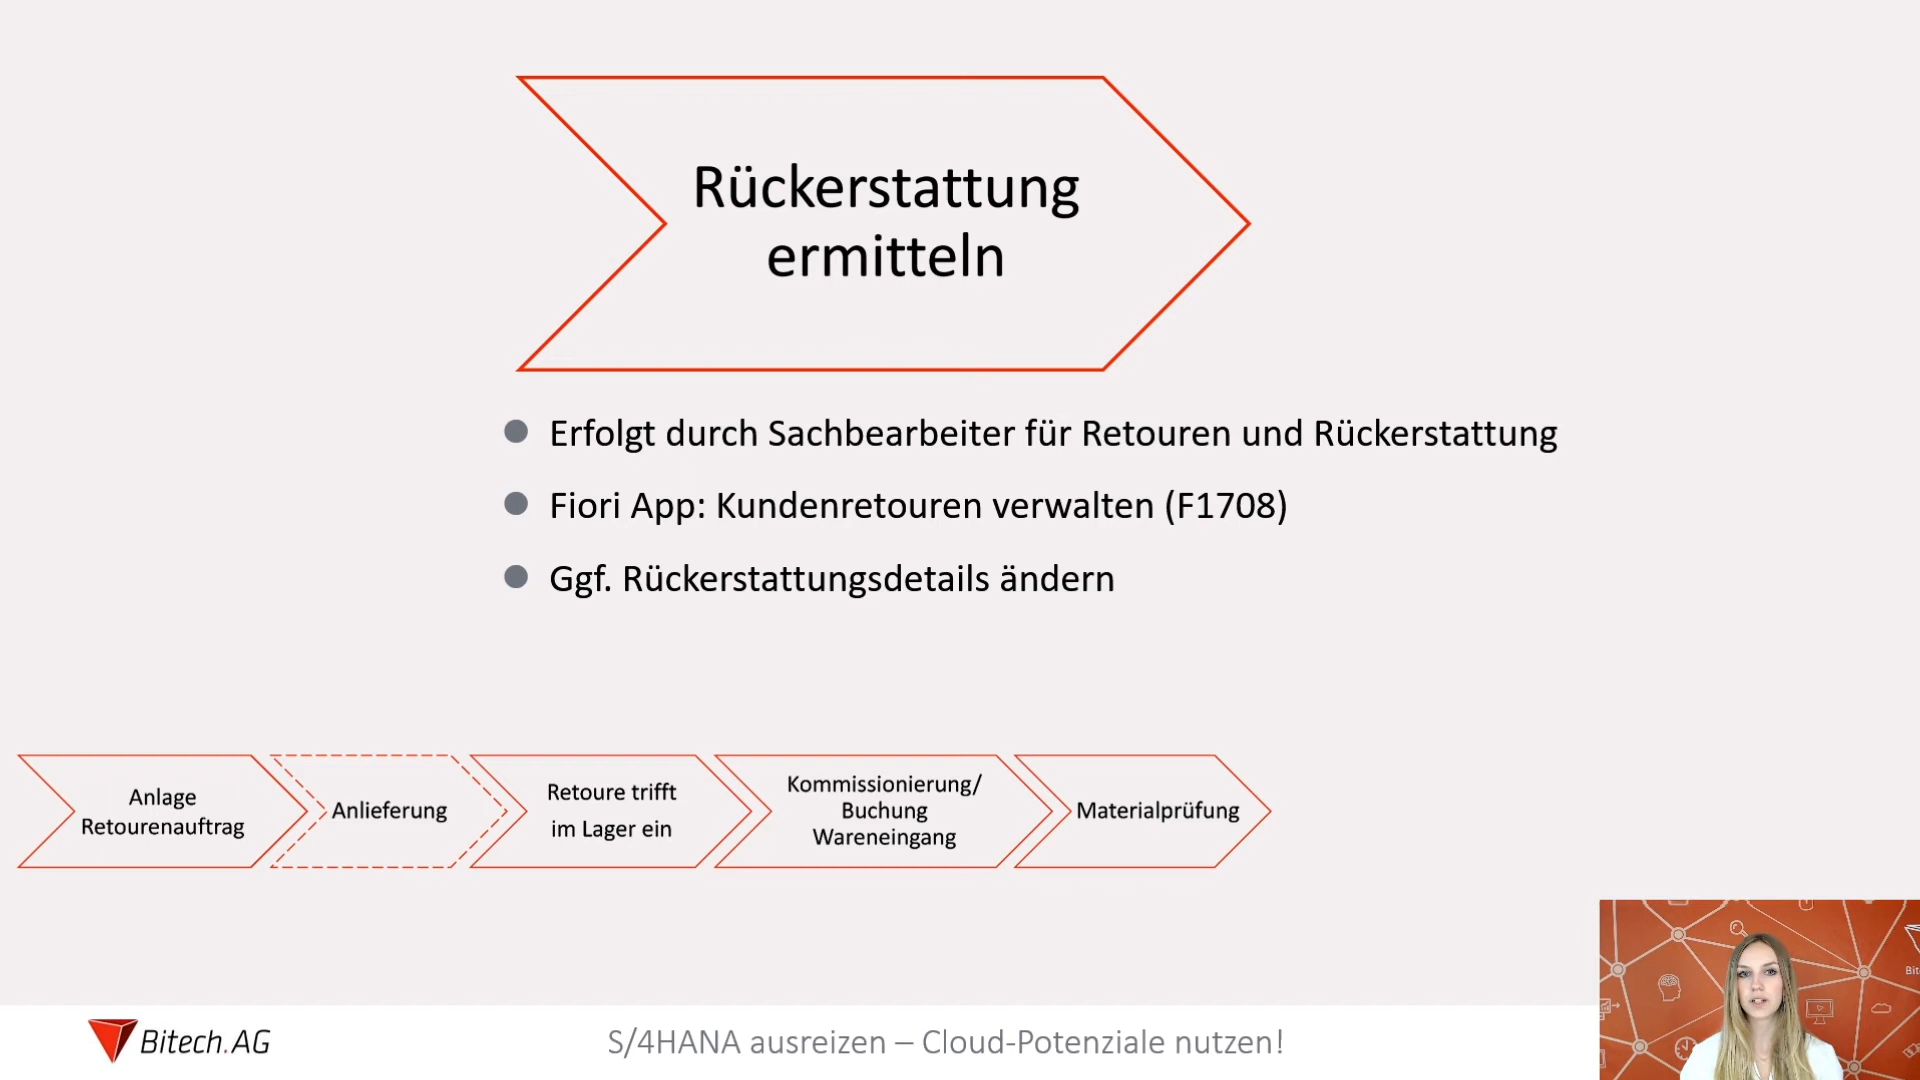 Rückerstattung
ermitteln
Erfolgt durch Sachbearbeiter für Retouren und Rückerstattung
Fiori App: Kundenretouren verwalten (F1708)
Ggf. Rückerstattungsdetails ändern
Anlage
Retourenauftrag
Anlieferung
Retoure trifft
im Lager ein
Kommissionierung/
Buchung
Wareneingang
Materialprüfung
Bitech.AG
S/4HANA ausreizen – Cloud-Potenziale nutzen!